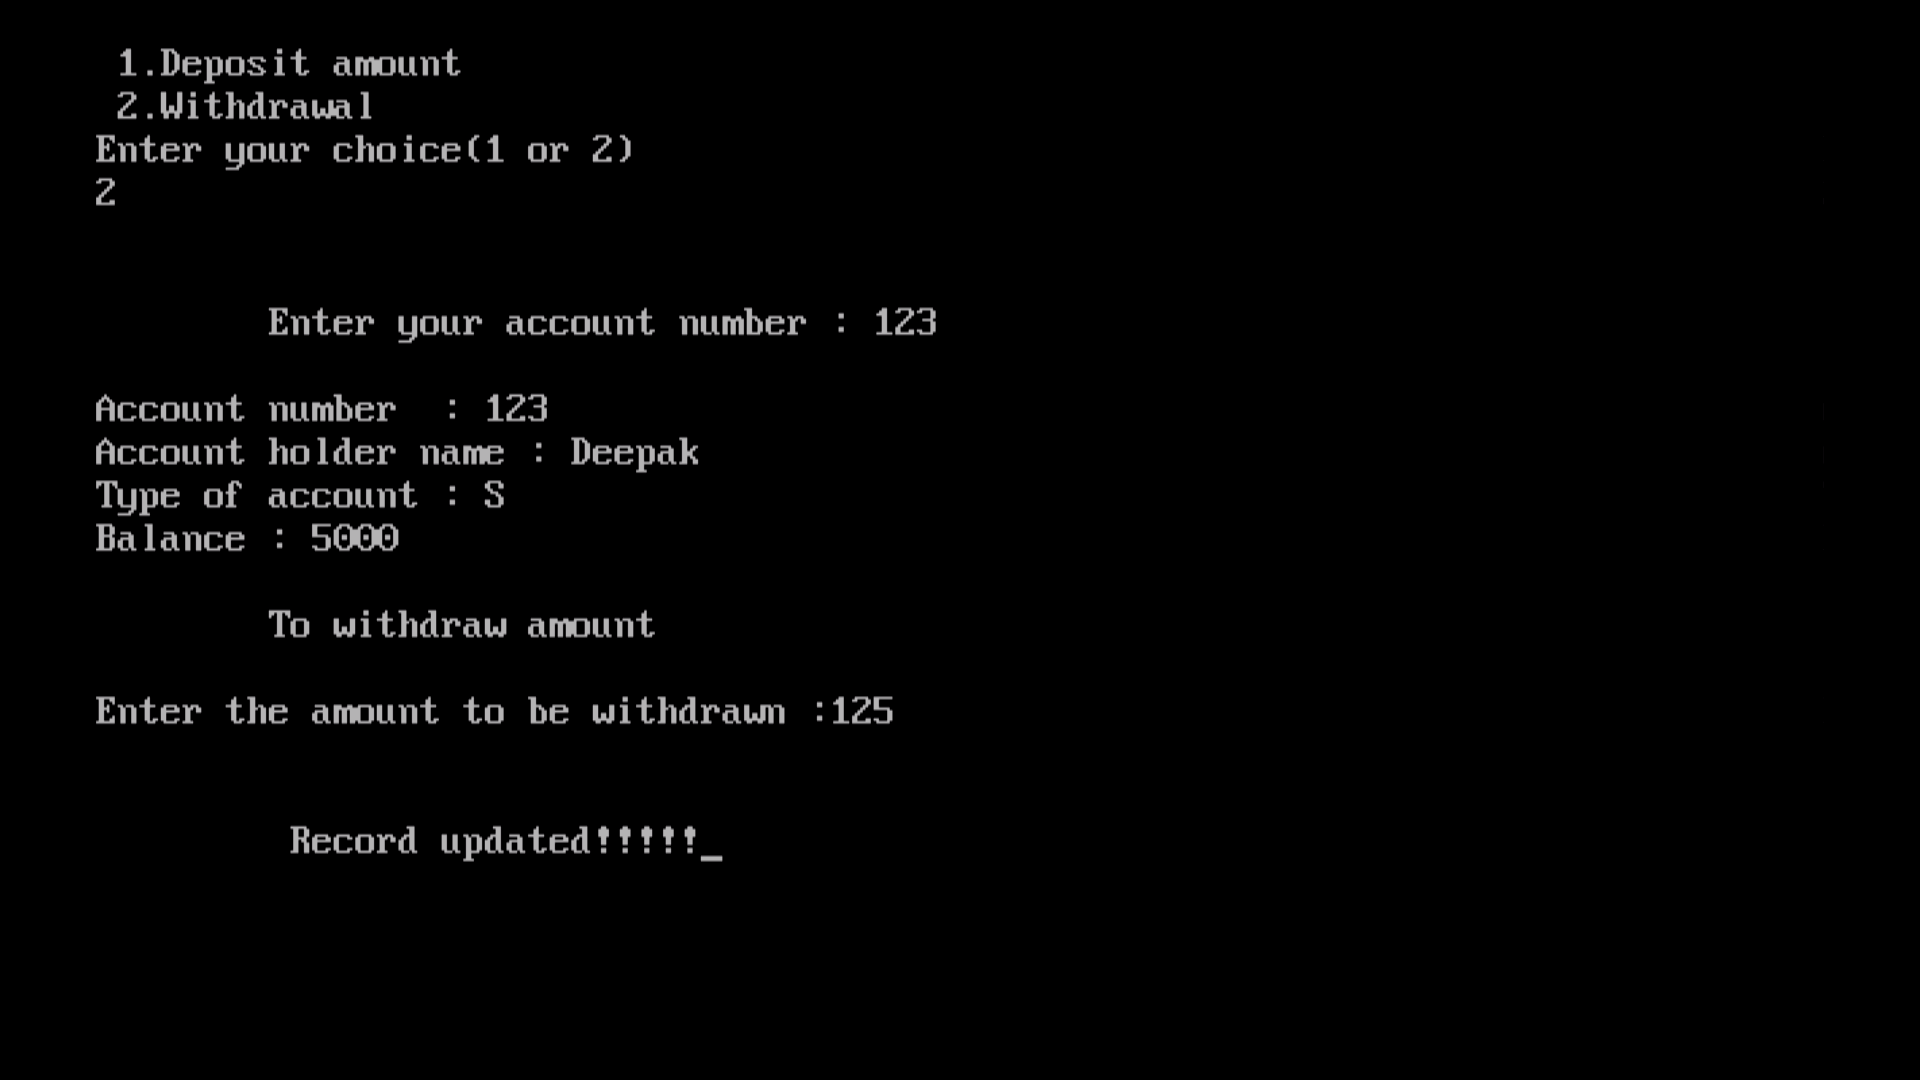 1.Deposit amount
2.Withdrawal
Enter your choice(1 or 2)
2
Enter your account number : 123
Account number  : 123
Account holder name : Deepak
Type of account : S
Balance : 5000
To withdraw amount
Enter the amount to be withdrawn :125
Record updated!!!!!_